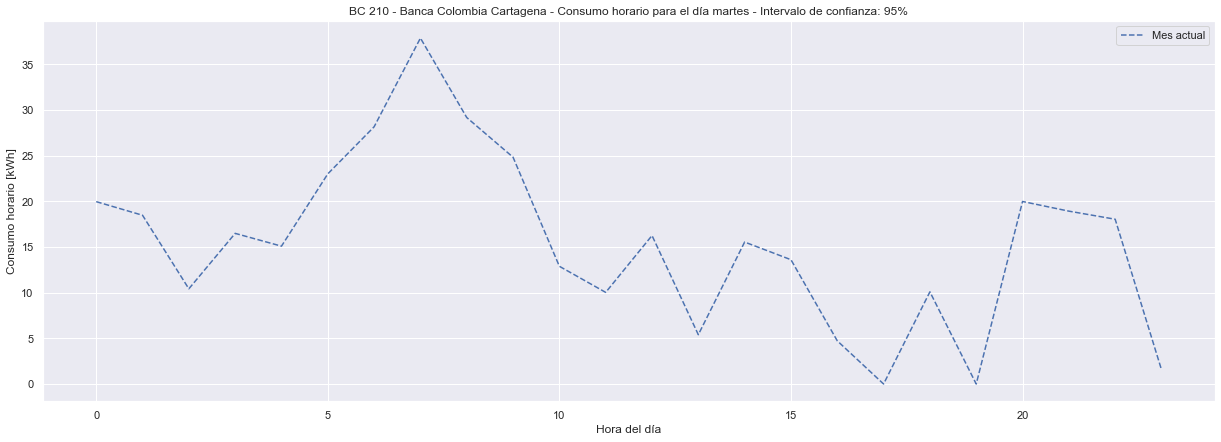 BC 210 - Banca Colombia Cartagena - Consumo horario para el día martes - Intervalo de confianza: 95%
Mes actual
Consumo horario [kWh]
35
30
25
20
15
10
5
0
0 5 10 15 20
Hora del día